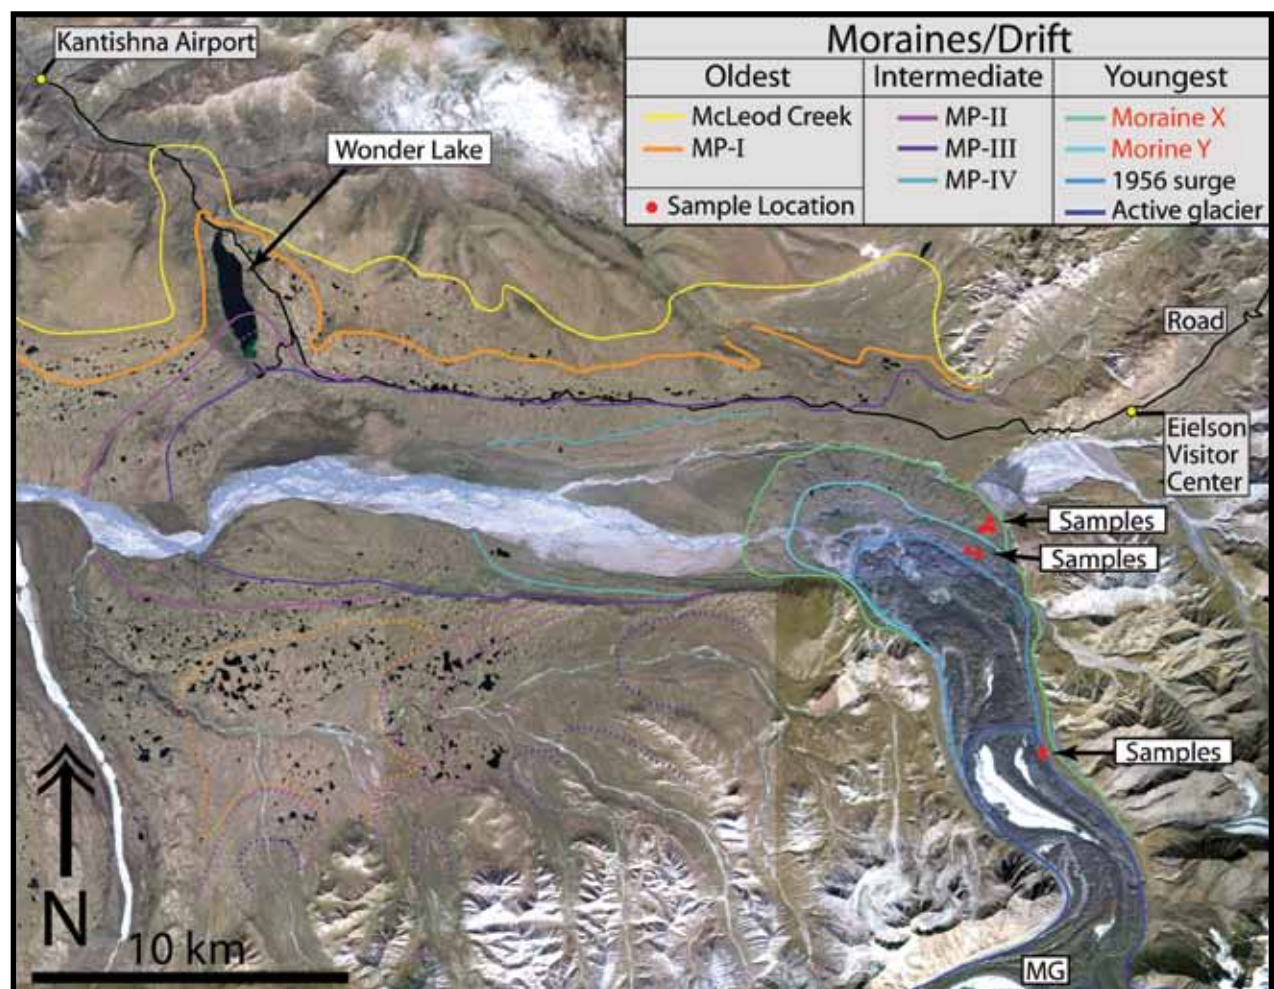 Kantishna Airport
Wonder Lake
Moraines/Drift
Oldest
Intermediate
Youngest
McLeod Creek
MP-I
Sample Location
MP-II
MP-III
MP-IV
Moraine X
Morine Y
1956 surge
Active glacier
Road
Eielson
Visitor
Center
Samples
Samples
Samples
N
10 km
MG